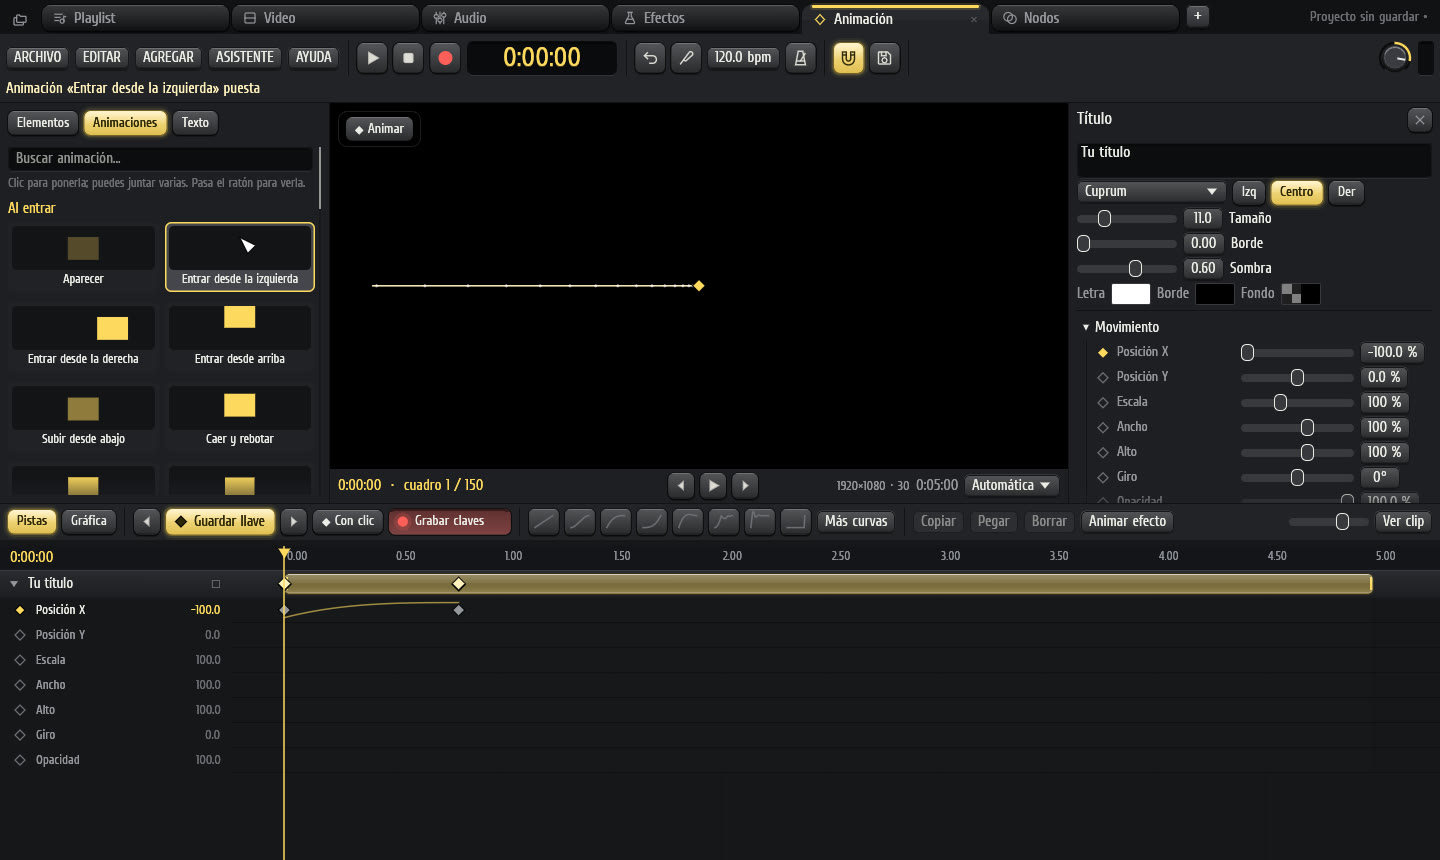 Playlist
Video
Audio
Efectos
Animación
Nodos
+
Proyecto sin guardar •
ARCHIVO
EDITAR
AGREGAR
ASISTENTE
AYUDA
0:00:00
120.0 bpm
Animación «Entrar desde la izquierda» puesta
Elementos
Animaciones
Texto
Buscar animación...
Clic para ponerla; puedes juntar varias. Pasa el ratón para verla.
Al entrar
Aparecer
Entrar desde la izquierda
Entrar desde la derecha
Entrar desde arriba
Subir desde abajo
Caer y rebotar
Animar
0:00:00 · cuadro 1 / 150
1920×1080 · 30 0:05:00
Automática
Título
Tu título
Cuprum
Izq
Centro
Der
11.0 Tamaño
0.00 Borde
0.60 Sombra
Letra
Borde
Fondo
Movimiento
Posición X -100.0 %
Posición Y 0.0 %
Escala 100 %
Ancho 100 %
Alto 100 %
Giro 0°
Opacidad 100.0 %
Pistas
Gráfica
Guardar llave
Con clic
Grabar claves
Más curvas
Copiar
Pegar
Borrar
Animar efecto
Ver clip
0:00:00
0.00 0.50 1.00 1.50 2.00 2.50 3.00 3.50 4.00 4.50 5.00
Tu título
Posición X -100.0
Posición Y 0.0
Escala 100.0
Ancho 100.0
Alto 100.0
Giro 0.0
Opacidad 100.0